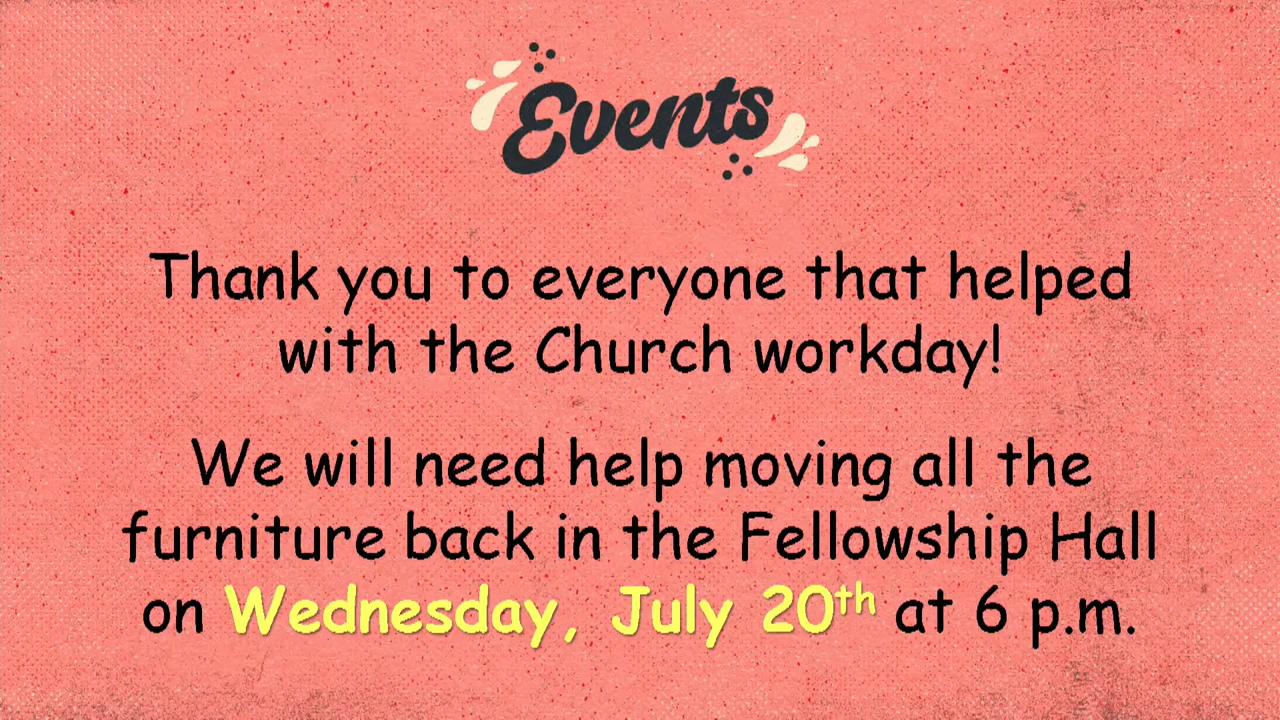 Events
Thank you to everyone that helped
with the Church workday!
We will need help moving all the
furniture back in the Fellowship Hall
on Wednesday, July 20th at 6 p.m.